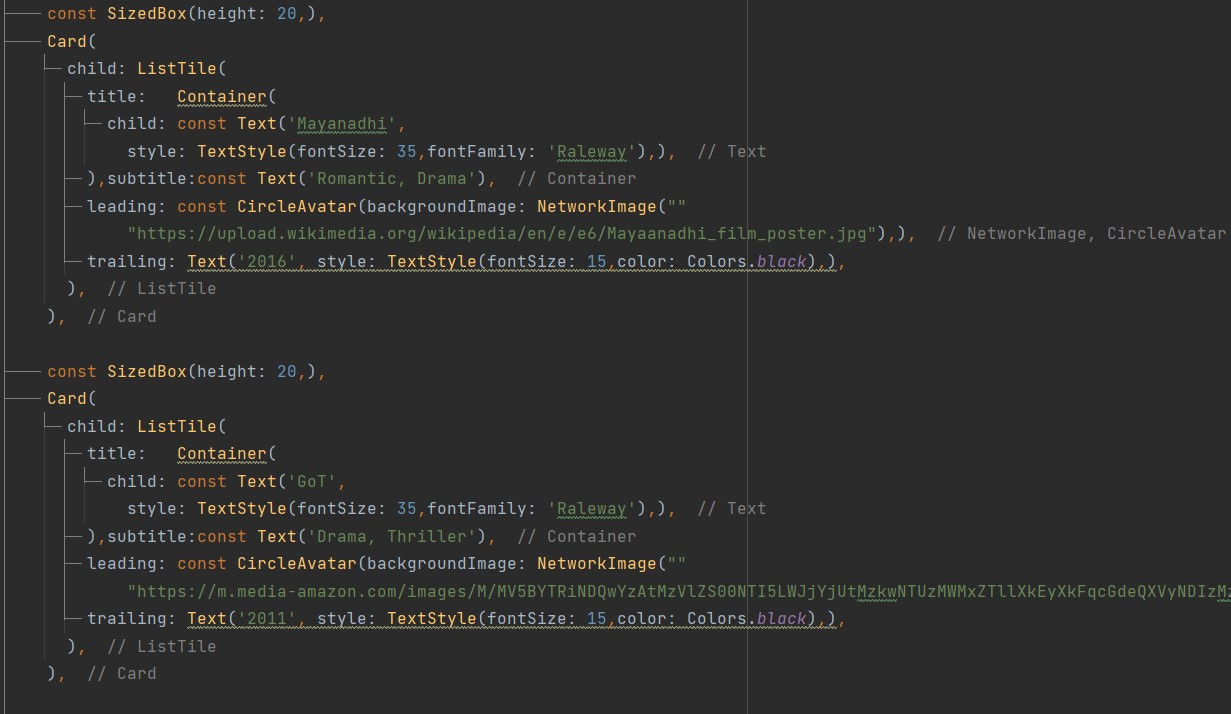 const SizedBox(height: 20,),
Card(
child: ListTile(
title:   Container(
child: const Text('Mayanadhi',
style: TextStyle(fontSize: 35,fontFamily: 'Raleway'),),  // Text
),subtitle:const Text('Romantic, Drama'),  // Container
leading: const CircleAvatar(backgroundImage: NetworkImage(""
"https://upload.wikimedia.org/wikipedia/en/e/e6/Mayaanadhi_film_poster.jpg"),),  // NetworkImage, CircleAvatar
trailing: Text('2016', style: TextStyle(fontSize: 15,color: Colors.black),),
),  // ListTile
),  // Card
const SizedBox(height: 20,),
Card(
child: ListTile(
title:   Container(
child: const Text('GoT',
style: TextStyle(fontSize: 35,fontFamily: 'Raleway'),),  // Text
),subtitle:const Text('Drama, Thriller'),  // Container
leading: const CircleAvatar(backgroundImage: NetworkImage(""
"https://m.media-amazon.com/images/M/MV5BYTRiNDQwYzAtMzVlZS00NTI5LWJjYjUtMzkwNTUzMWMxZTllXkEyXkFqcGdeQXVyNDIzMz
trailing: Text('2011', style: TextStyle(fontSize: 15,color: Colors.black),),
),  // ListTile
),  // Card